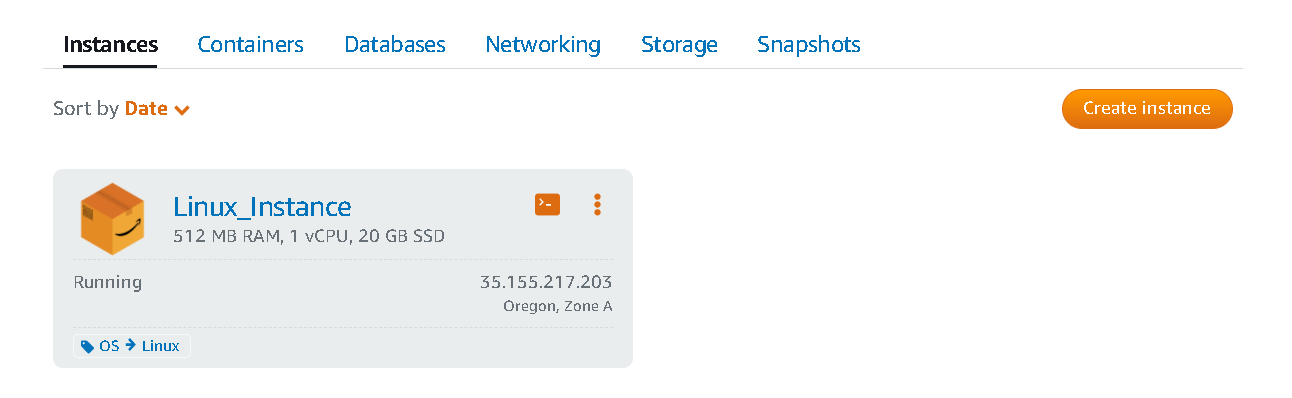 Instances Containers Databases Networking Storage Snapshots
Sort by Date
Create instance
Linux_Instance
>-
512 MB RAM, 1 vCPU, 20 GB SSD
Running 35.155.217.203
Oregon, Zone A
OS → Linux